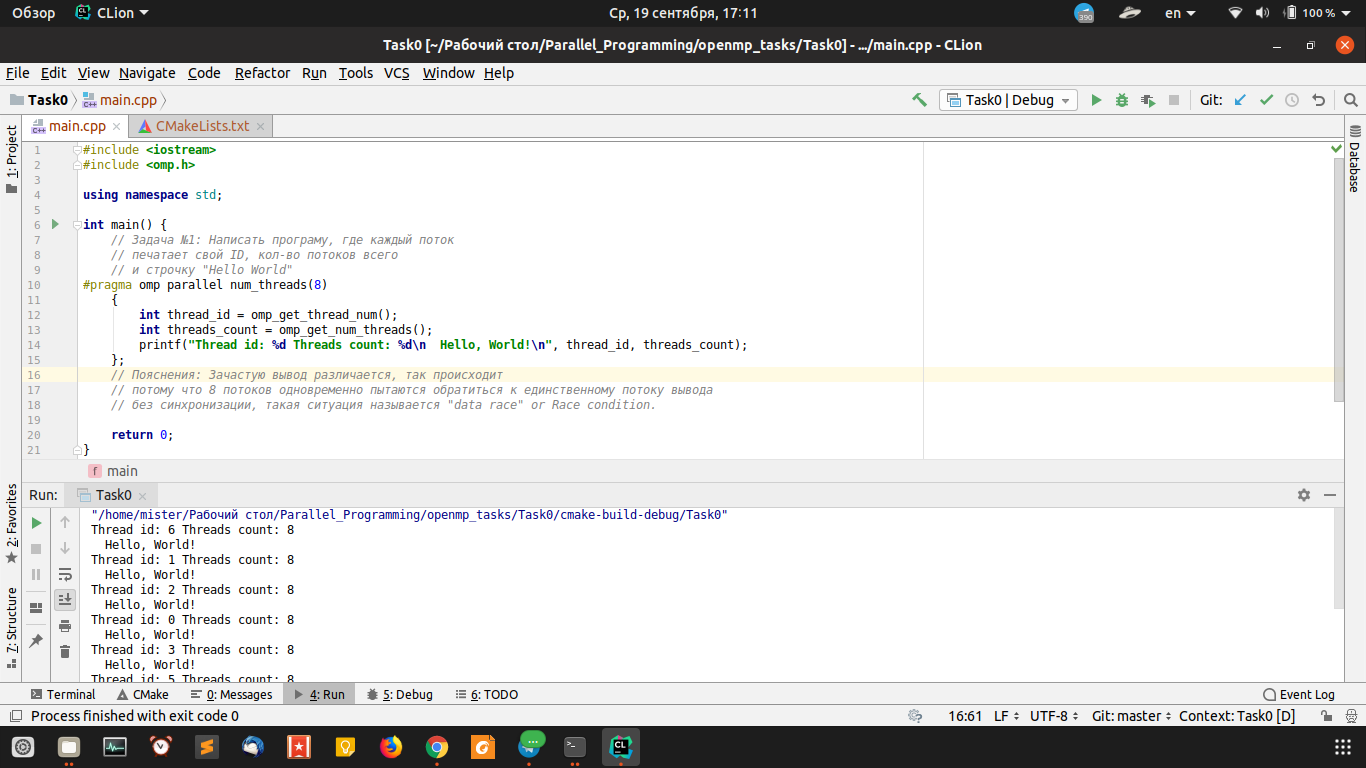 Обзор CLion Ср, 19 сентября, 17:11 390 en 100 %
Task0 [~/Рабочий стол/Parallel_Programming/openmp_tasks/Task0] - .../main.cpp - CLion
File Edit View Navigate Code Refactor Run Tools VCS Window Help
Task0 main.cpp Task0 | Debug Git:
main.cpp CMakeLists.txt
1 #include <iostream>
2 #include <omp.h>
3
4 using namespace std;
5
6 int main() {
7 // Задача №1: Написать програму, где каждый поток
8 // печатает свой ID, кол-во потоков всего
9 // и строчку "Hello World"
10 #pragma omp parallel num_threads(8)
11 {
12 int thread_id = omp_get_thread_num();
13 int threads_count = omp_get_num_threads();
14 printf("Thread id: %d Threads count: %d\n  Hello, World!\n", thread_id, threads_count);
15 };
16 // Пояснения: Зачастую вывод различается, так происходит
17 // потому что 8 потоков одновременно пытаются обратиться к единственному потоку вывода
18 // без синхронизации, такая ситуация называется "data race" or Race condition.
19
20 return 0;
21 }
1: Project
2: Favorites
7: Structure
Database
f main
Run: Task0
"/home/mister/Рабочий стол/Parallel_Programming/openmp_tasks/Task0/cmake-build-debug/Task0"
Thread id: 6 Threads count: 8
Hello, World!
Thread id: 1 Threads count: 8
Hello, World!
Thread id: 2 Threads count: 8
Hello, World!
Thread id: 0 Threads count: 8
Hello, World!
Thread id: 3 Threads count: 8
Hello, World!
Thread id: 5 Threads count: 8
Terminal CMake 0: Messages 4: Run 5: Debug 6: TODO Event Log
Process finished with exit code 0 16:61 LF UTF-8 Git: master Context: Task0 [D]
CL